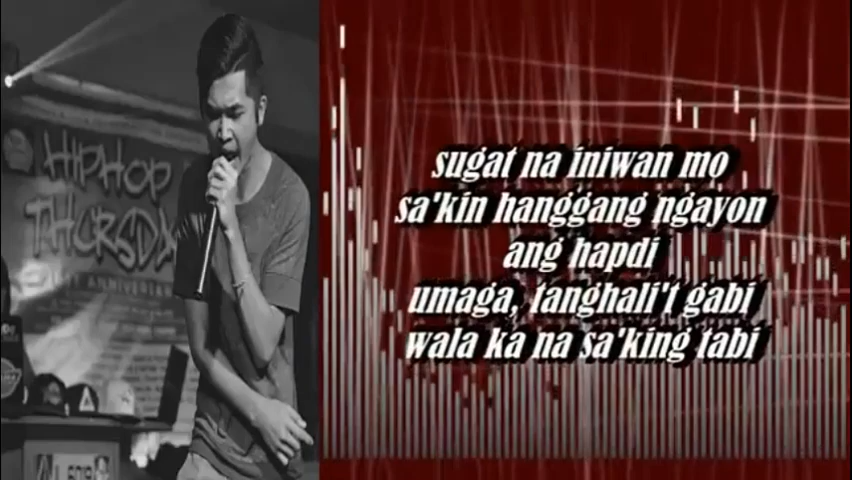 HIPHOP
THURSDA
sugat na iniwan mo
sa'kin hanggang ngayon
ang hapdi
umaga, tanghali't gabi
wala ka na sa'king tabi